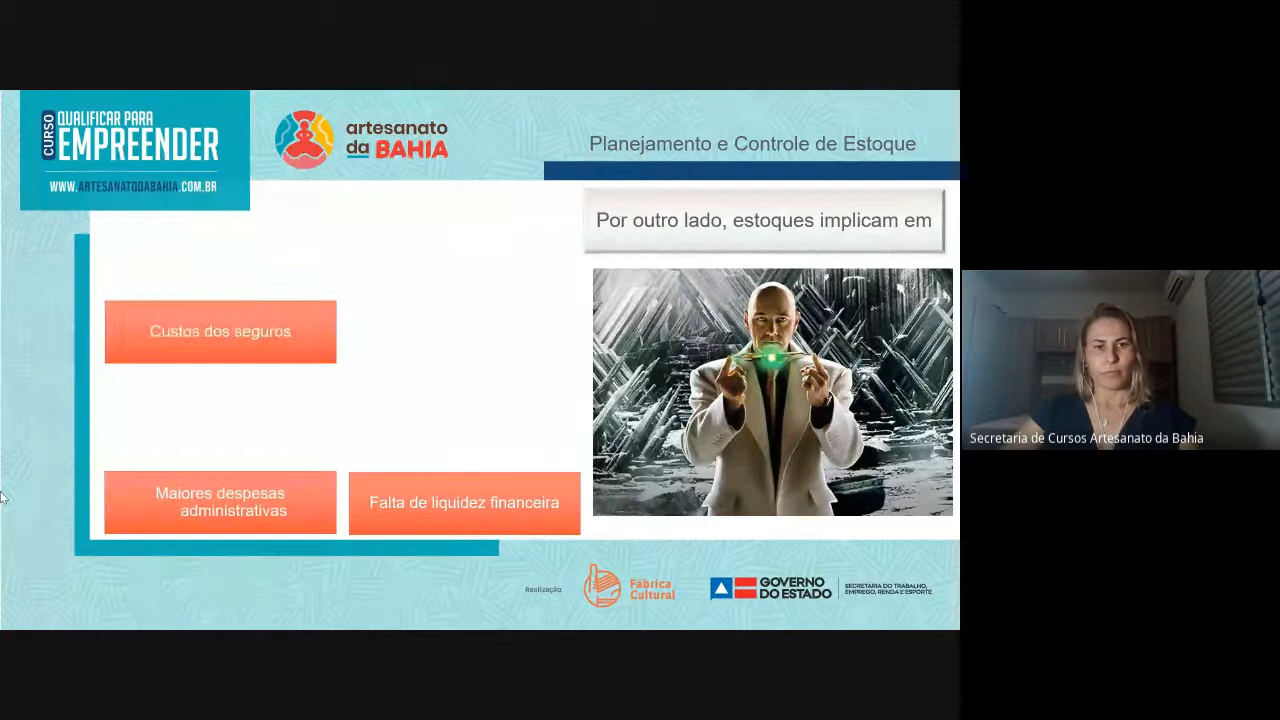 CURSO
QUALIFICAR PARA
EMPREENDER
WWW.ARTESANATODABAHIA.COM.BR
artesanato
da BAHIA
Planejamento e Controle de Estoque
Por outro lado, estoques implicam em
Custos dos seguros
Maiores despesas
administrativas
Falta de liquidez financeira
Secretaria de Cursos Artesanato da Bahia
Realização:
Fábrica
Cultural
GOVERNO
DO ESTADO
SECRETARIA DO TRABALHO,
EMPREGO, RENDA E ESPORTE